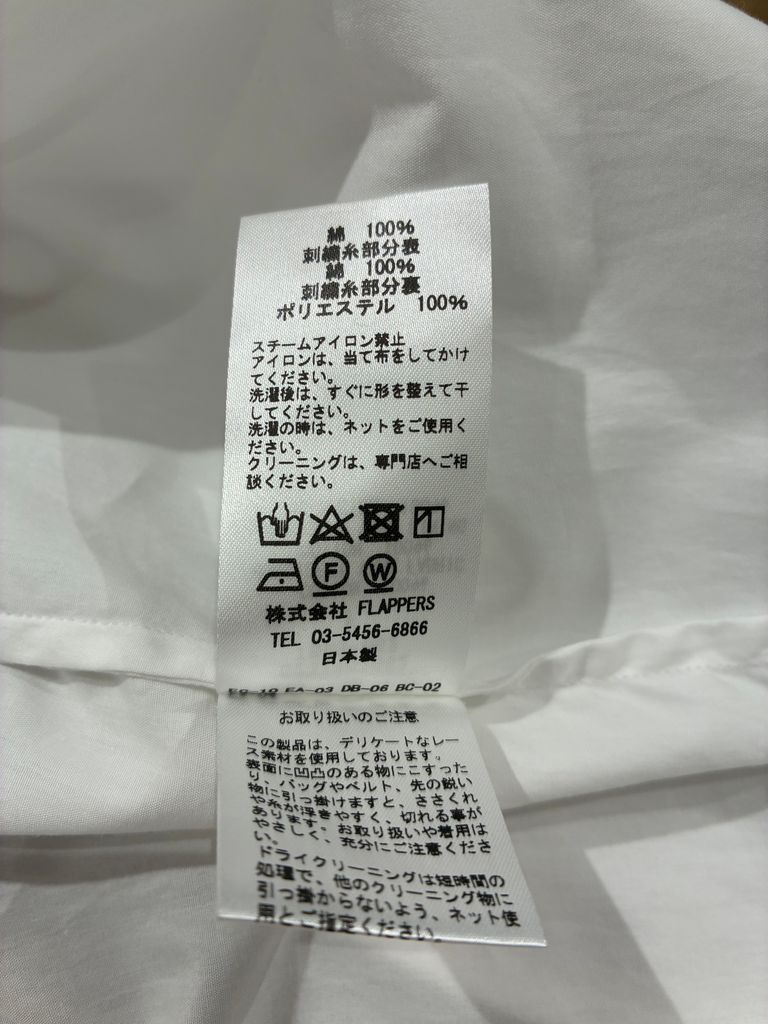 綿 100%
刺繍糸部分表
綿 100%
刺繍糸部分裏
ポリエステル 100%
スチームアイロン禁止
アイロンは、当て布をしてかけ
てください。
洗濯後は、すぐに形を整えて干
してください。
洗濯の時は、ネットをご使用く
ださい。
クリーニングは、専門店へご相
談ください。
F W
株式会社 FLAPPERS
TEL 03-5456-6866
日本製
EA-03 DB-06 BC-02
お取り扱いのご注意
この製品は、デリケートなレー
ス素材を使用しております。
表面に凹凸のある物にこすった
り、バッグやベルト、先の鋭い
物に引っ掛けますと、ささくれ
や糸が浮きやすく、切れる事が
あります。お取り扱いや着用は
やさしく、充分にご注意くださ
い。
ドライクリーニングは短時間の
処理で、他のクリーニング物に
引っ掛からないよう、ネット使
用とご指定ください。